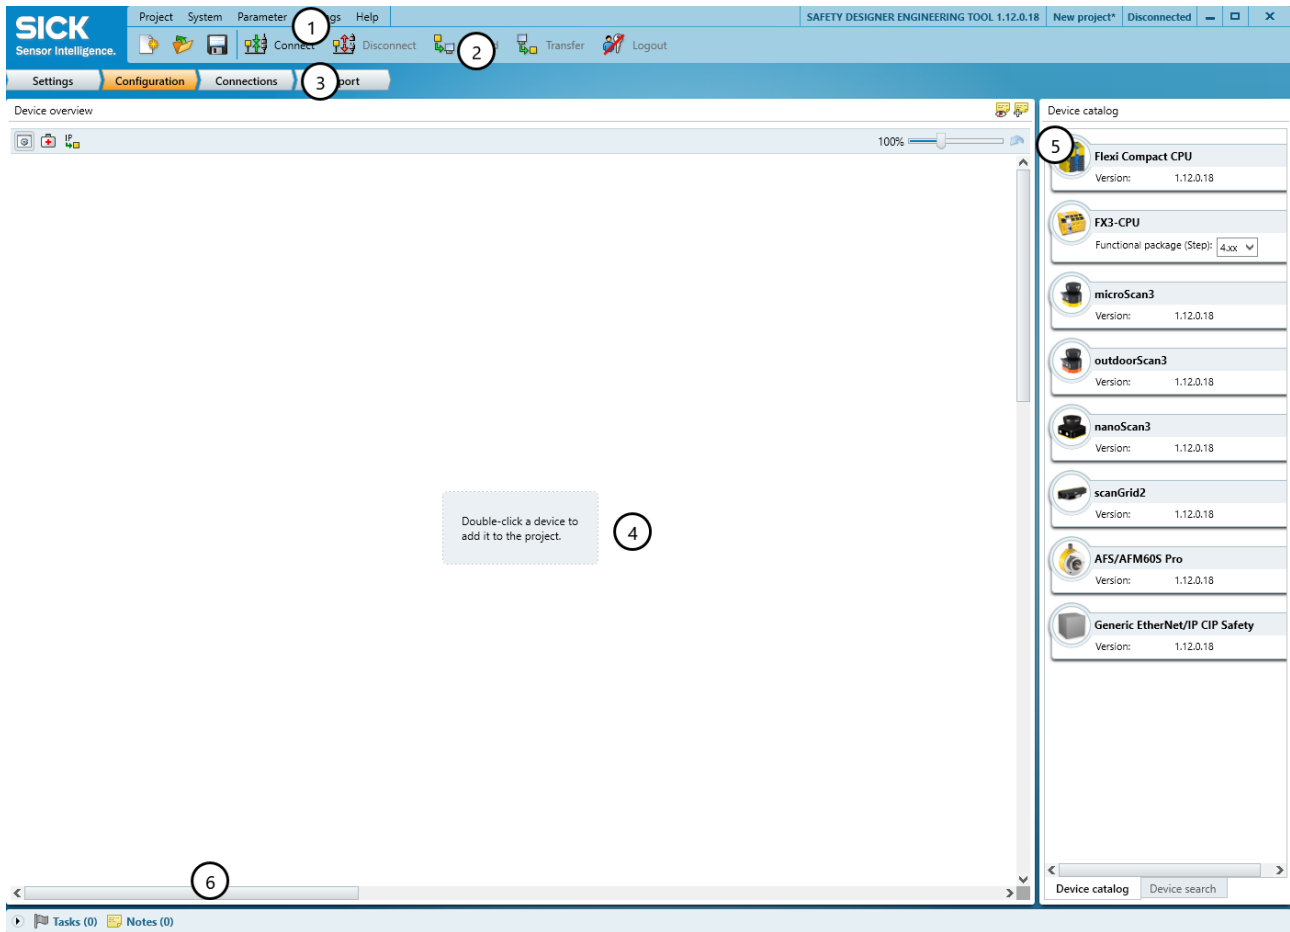 SICK
Sensor Intelligence.
Project System Parameter gs Help
SAFETY DESIGNER ENGINEERING TOOL 1.12.0.18 New project* Disconnected
1
Connect Disconnect d Transfer Logout
2
Settings Configuration Connections port
3
Device overview
100%
Double-click a device to
add it to the project.
4
Device catalog
5
Flexi Compact CPU
Version: 1.12.0.18
FX3-CPU
Functional package (Step): 4.xx
microScan3
Version: 1.12.0.18
outdoorScan3
Version: 1.12.0.18
nanoScan3
Version: 1.12.0.18
scanGrid2
Version: 1.12.0.18
AFS/AFM60S Pro
Version: 1.12.0.18
Generic EtherNet/IP CIP Safety
Version: 1.12.0.18
6
Device catalog Device search
Tasks (0) Notes (0)